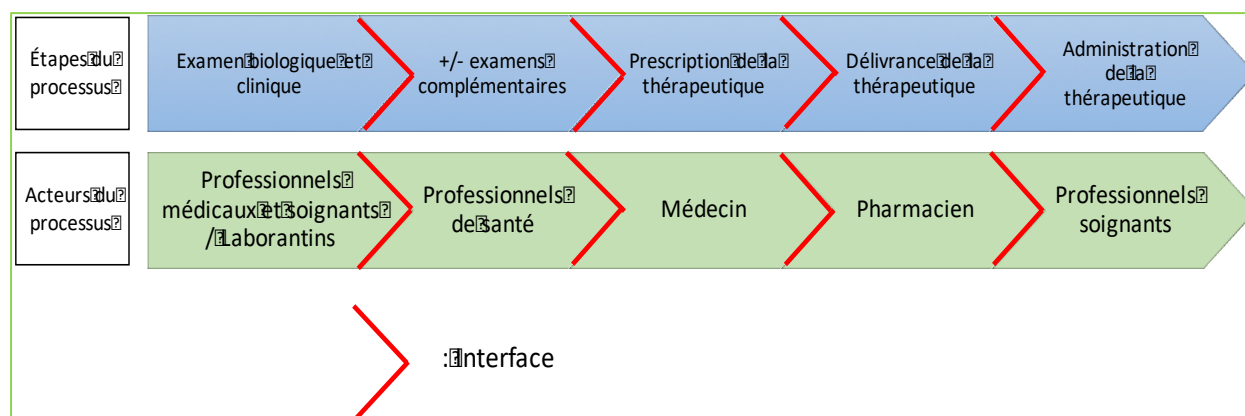 Étapes du
processus
Examen biologique et
clinique
+/- examens
complémentaires
Prescription de la
thérapeutique
Délivrance de la
thérapeutique
Administration
de la
thérapeutique
Acteurs du
processus
Professionnels
médicaux et soignants
/ Laborantins
Professionnels
de santé
Médecin
Pharmacien
Professionnels
soignants
: Interface